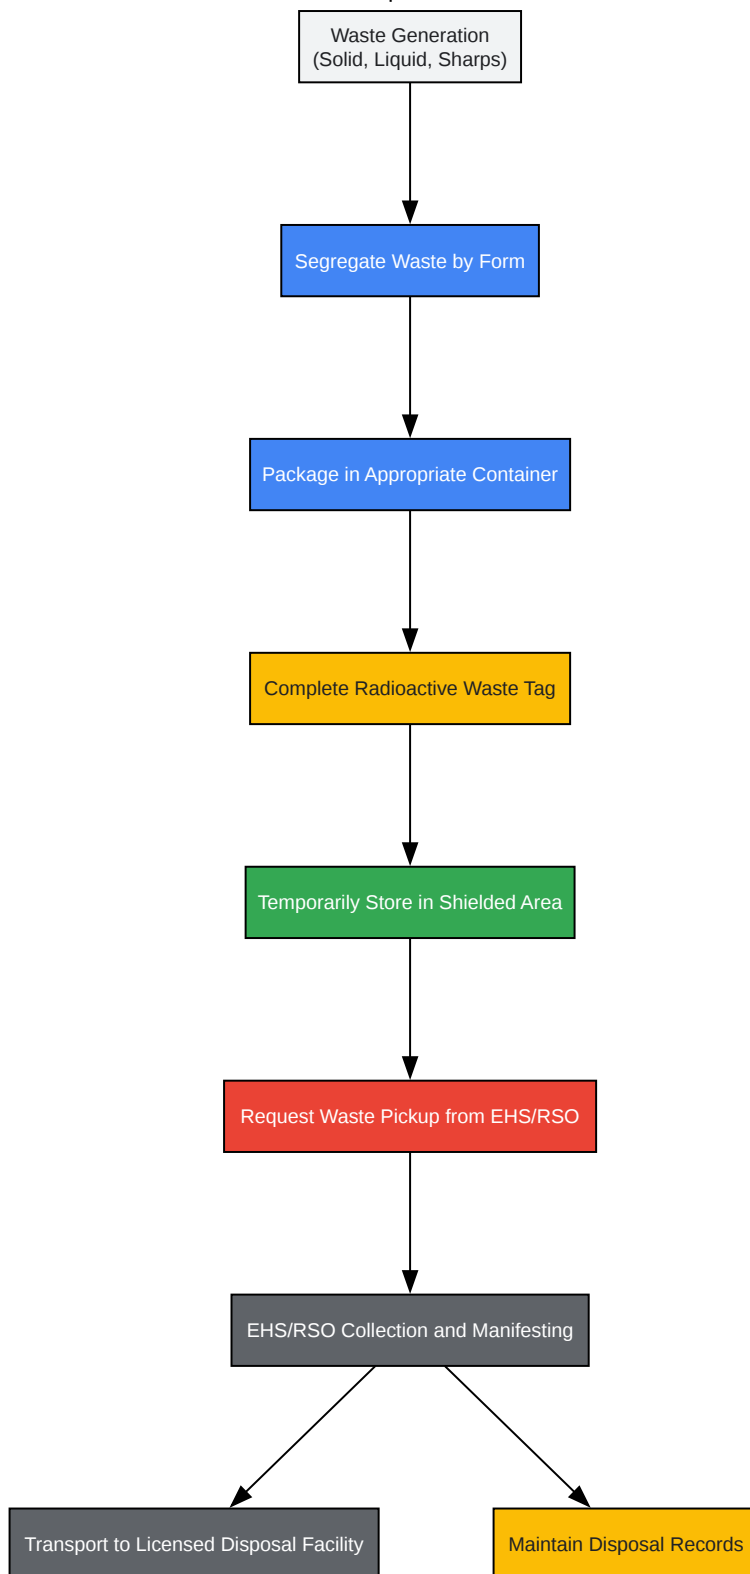 Waste Generation
(Solid, Liquid, Sharps)
Segregate Waste by Form
Package in Appropriate Container
Complete Radioactive Waste Tag
Temporarily Store in Shielded Area
Request Waste Pickup from EHS/RSO
EHS/RSO Collection and Manifesting
Transport to Licensed Disposal Facility
Maintain Disposal Records